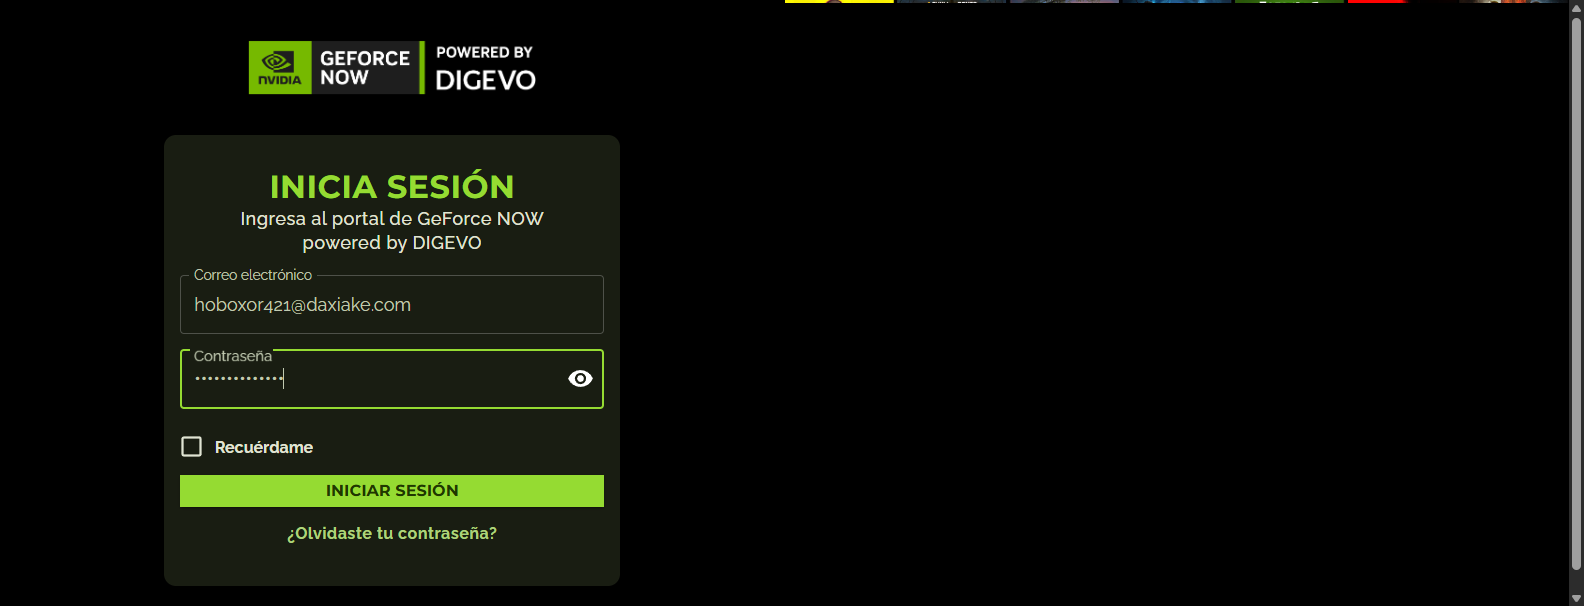 NVIDIA
GEFORCE
NOW
POWERED BY
DIGEVO
INICIA SESIÓN
Ingresa al portal de GeForce NOW
powered by DIGEVO
Correo electrónico
hoboxor421@daxiake.com
Contraseña
••••••••••••••
Recuérdame
INICIAR SESIÓN
¿Olvidaste tu contraseña?